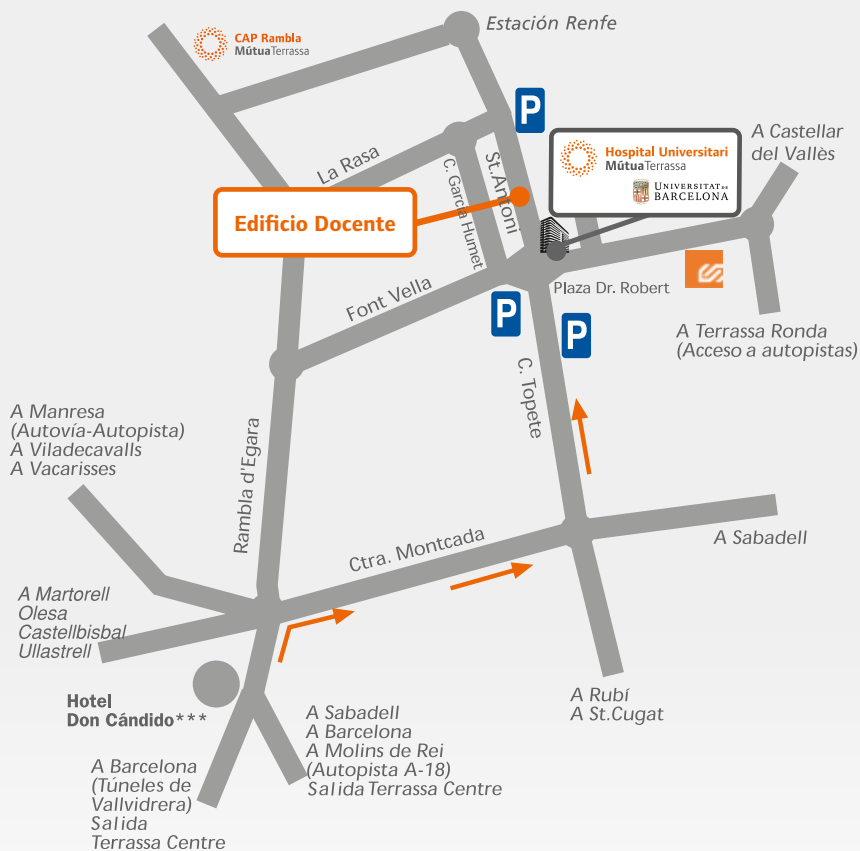 Estación Renfe
CAP Rambla
MútuaTerrassa
P
A Castellar
del Vallès
Hospital Universitari
MútuaTerrassa
UNIVERSITAT DE
BARCELONA
La Rasa
C. García Humet
St.Antoni
Edificio Docente
Font Vella
Plaza Dr. Robert
P
P
A Terrassa Ronda
(Acceso a autopistas)
C. Topete
A Manresa
(Autovía-Autopista)
A Viladecavalls
A Vacarisses
Rambla d'Egara
Ctra. Montcada
A Sabadell
A Martorell
Olesa
Castellbisbal
Ullastrell
Hotel
Don Cándido***
A Rubí
A St.Cugat
A Sabadell
A Barcelona
A Molins de Rei
(Autopista A-18)
Salida Terrassa Centre
A Barcelona
(Túneles de
Vallvidrera)
Salida
Terrassa Centre